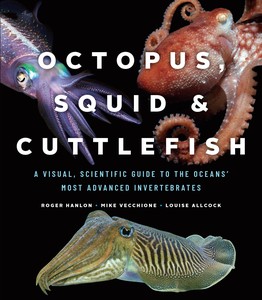 OCTOPUS,
SQUID &
CUTTLEFISH
A VISUAL, SCIENTIFIC GUIDE TO THE OCEANS'
MOST ADVANCED INVERTEBRATES
ROGER HANLON • MIKE VECCHIONE • LOUISE ALLCOCK